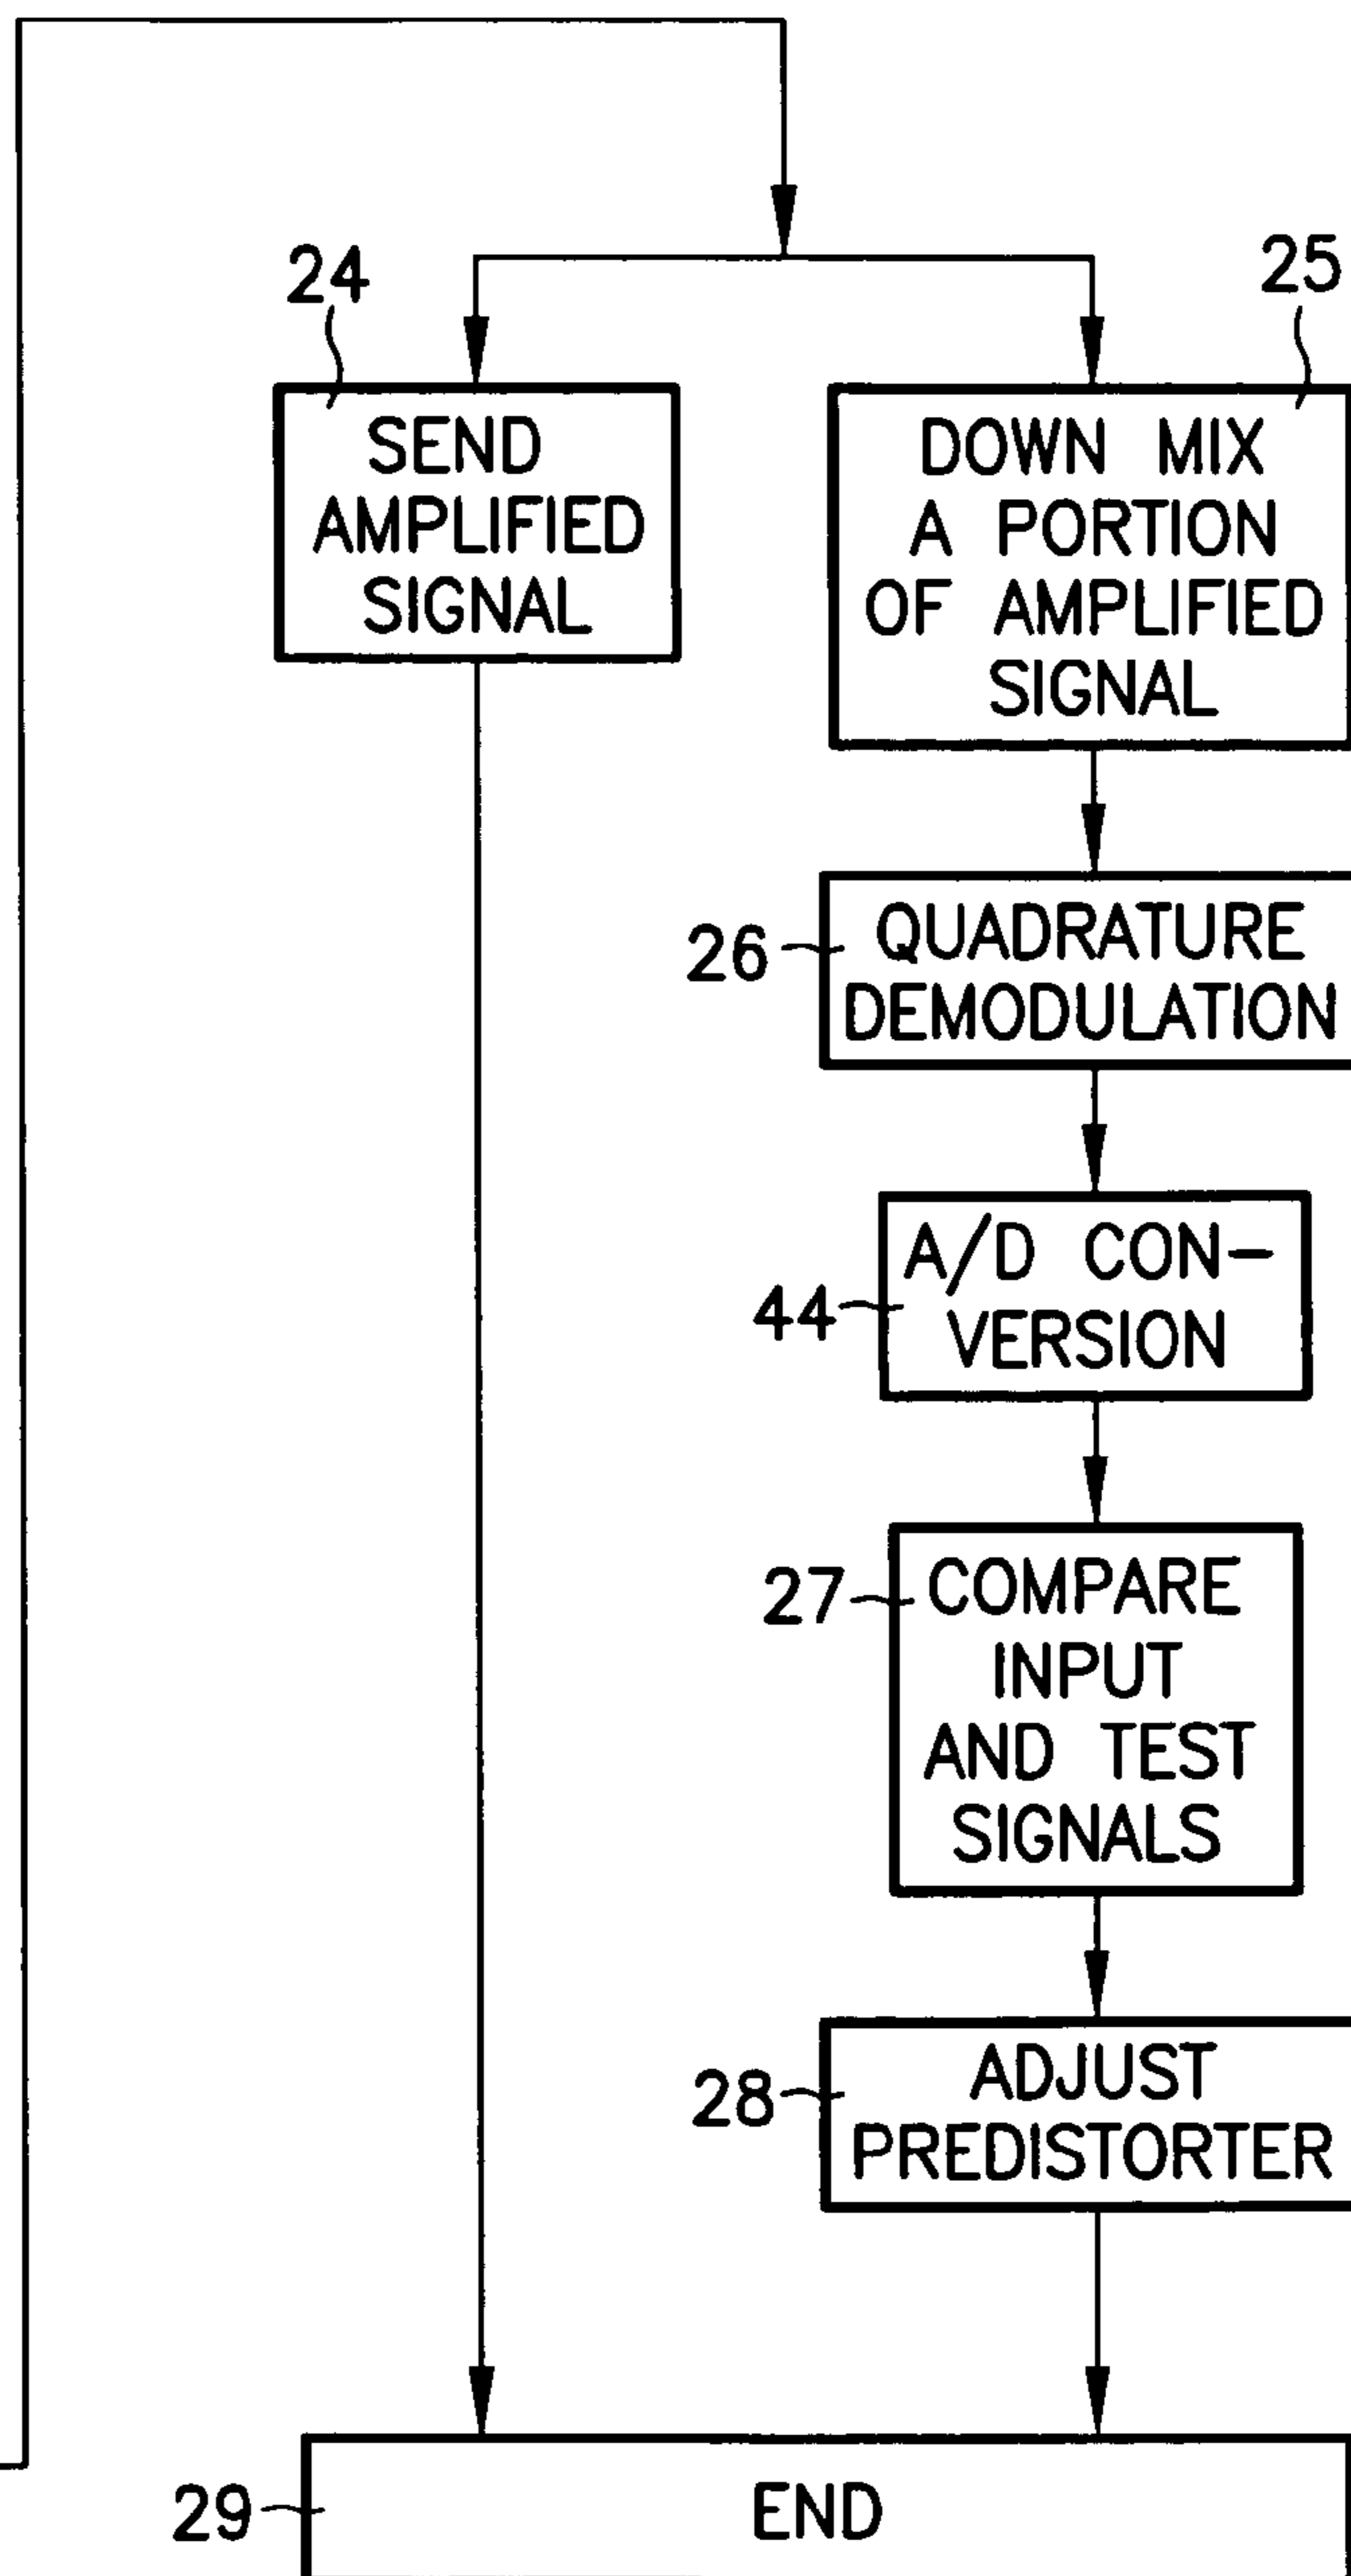 24
25
SEND
AMPLIFIED
SIGNAL
DOWN MIX
A PORTION
OF AMPLIFIED
SIGNAL
26
QUADRATURE
DEMODULATION
44
A/D CON-
VERSION
27
COMPARE
INPUT
AND TEST
SIGNALS
28
ADJUST
PREDISTORTER
29
END